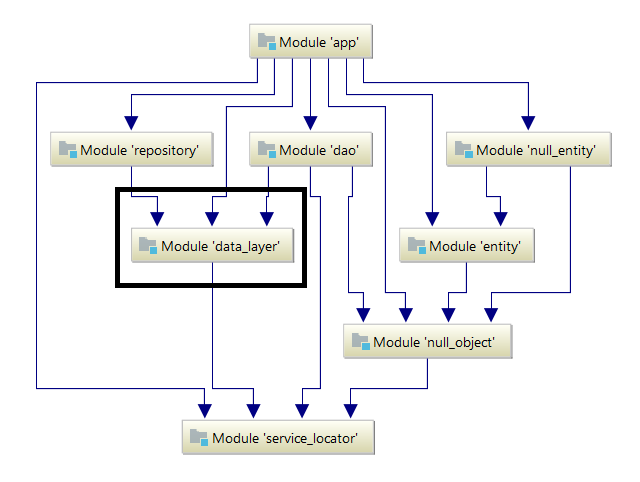 Module 'app'
Module 'repository'
Module 'dao'
Module 'null_entity'
Module 'data_layer'
Module 'entity'
Module 'null_object'
Module 'service_locator'